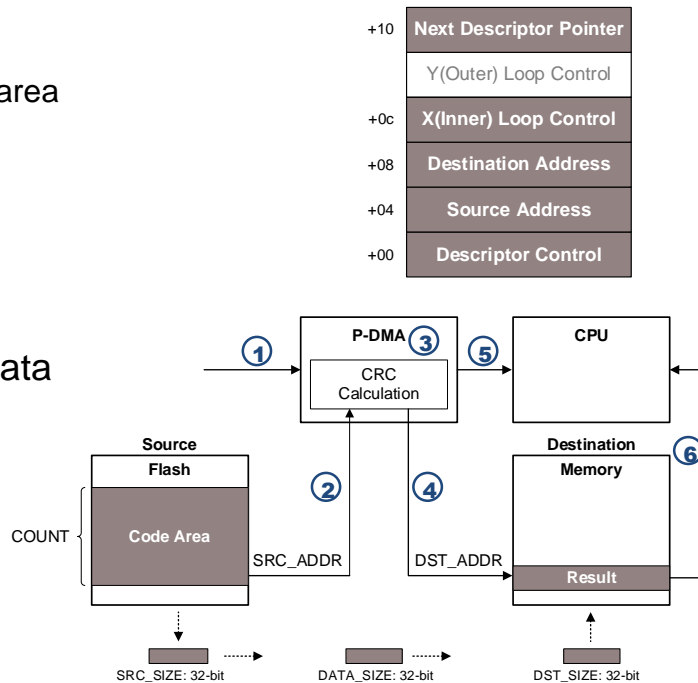 +10 Next Descriptor Pointer
area
Y(Outer) Loop Control
+0c X(Inner) Loop Control
+08 Destination Address
+04 Source Address
+00 Descriptor Control
ata
1
P-DMA
3
5
CPU
CRC
Calculation
Source
Flash
2
4
Destination
Memory
6
COUNT
Code Area
SRC_ADDR
DST_ADDR
Result
SRC_SIZE: 32-bit
DATA_SIZE: 32-bit
DST_SIZE: 32-bit